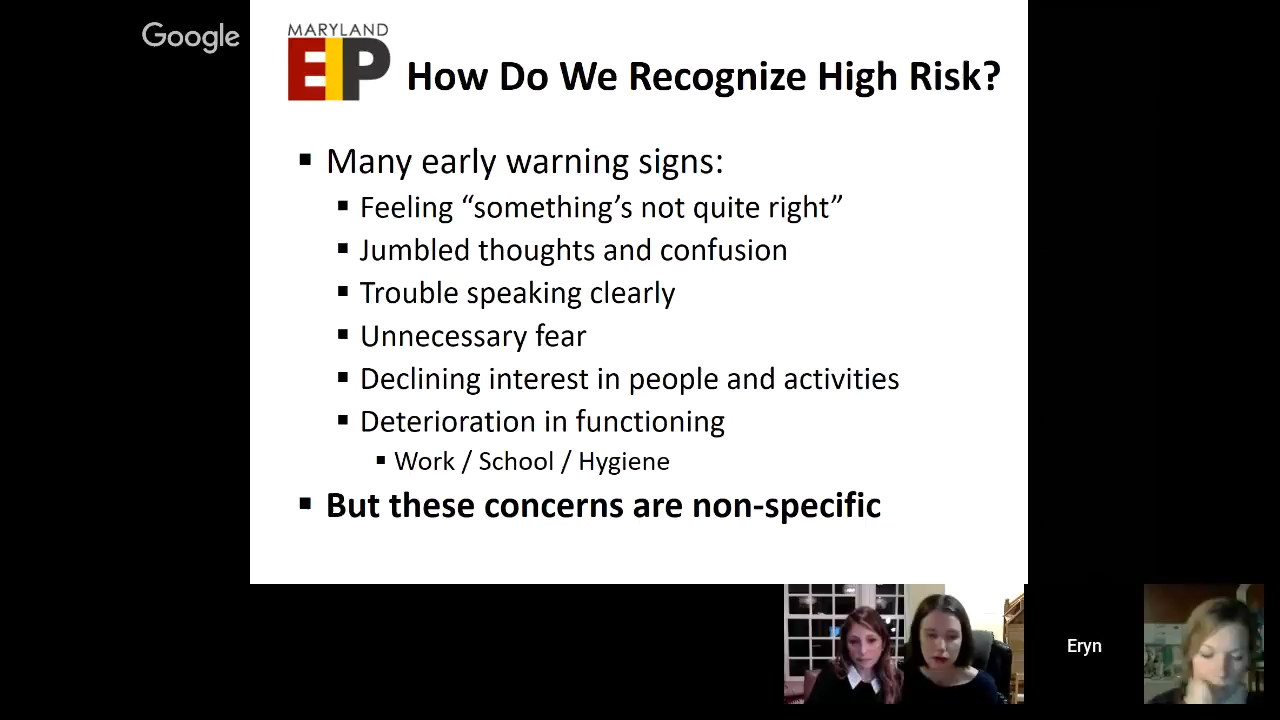 Google
MARYLAND
EIP
How Do We Recognize High Risk?
▪ Many early warning signs:
▪ Feeling “something’s not quite right”
▪ Jumbled thoughts and confusion
▪ Trouble speaking clearly
▪ Unnecessary fear
▪ Declining interest in people and activities
▪ Deterioration in functioning
▪ Work / School / Hygiene
▪ But these concerns are non-specific
Eryn